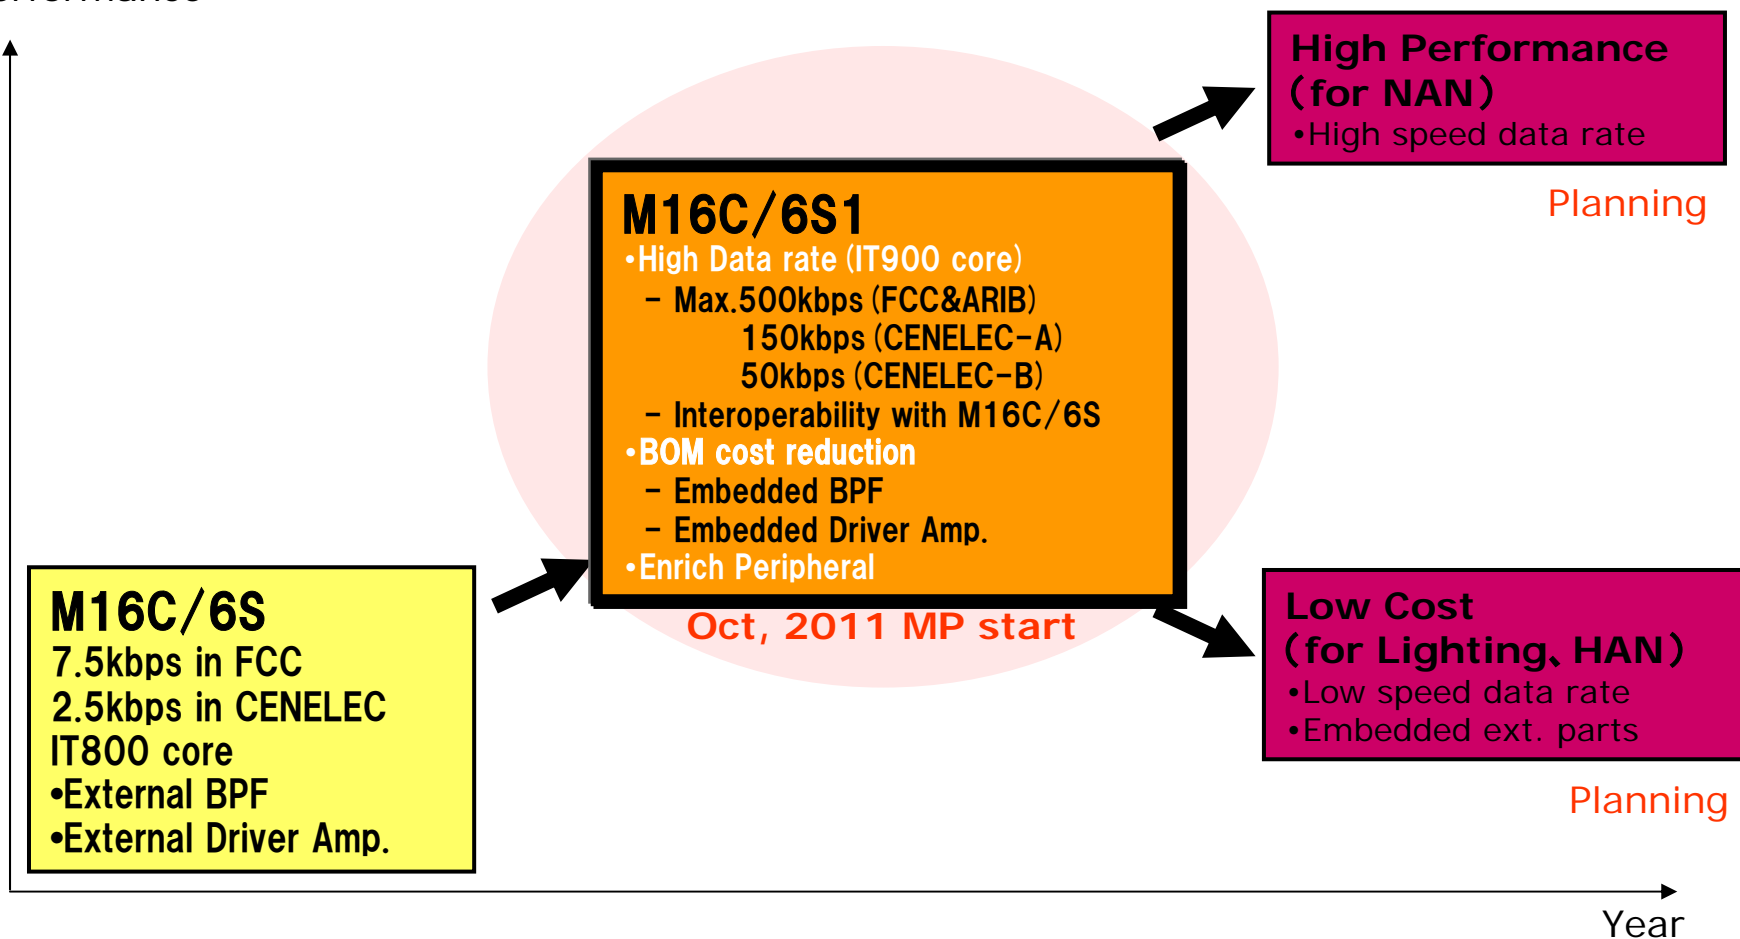 High Performance
(for NAN)
•High speed data rate
Planning
M16C/6S1
•High Data rate (IT900 core)
- Max.500kbps (FCC&ARIB)
150kbps (CENELEC-A)
50kbps (CENELEC-B)
- Interoperability with M16C/6S
•BOM cost reduction
- Embedded BPF
- Embedded Driver Amp.
•Enrich Peripheral
Oct, 2011 MP start
M16C/6S
7.5kbps in FCC
2.5kbps in CENELEC
IT800 core
•External BPF
•External Driver Amp.
Low Cost
(for Lighting、HAN)
•Low speed data rate
•Embedded ext. parts
Planning
Year